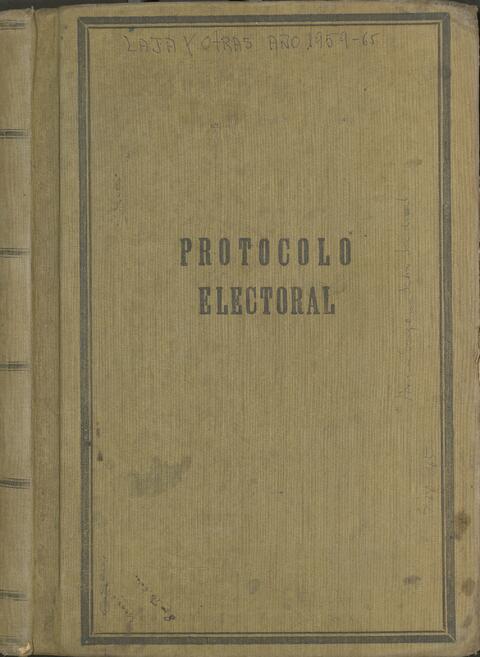 LAJA Y OTRAS AÑO 1959-65
PROTOCOLO
ELECTORAL